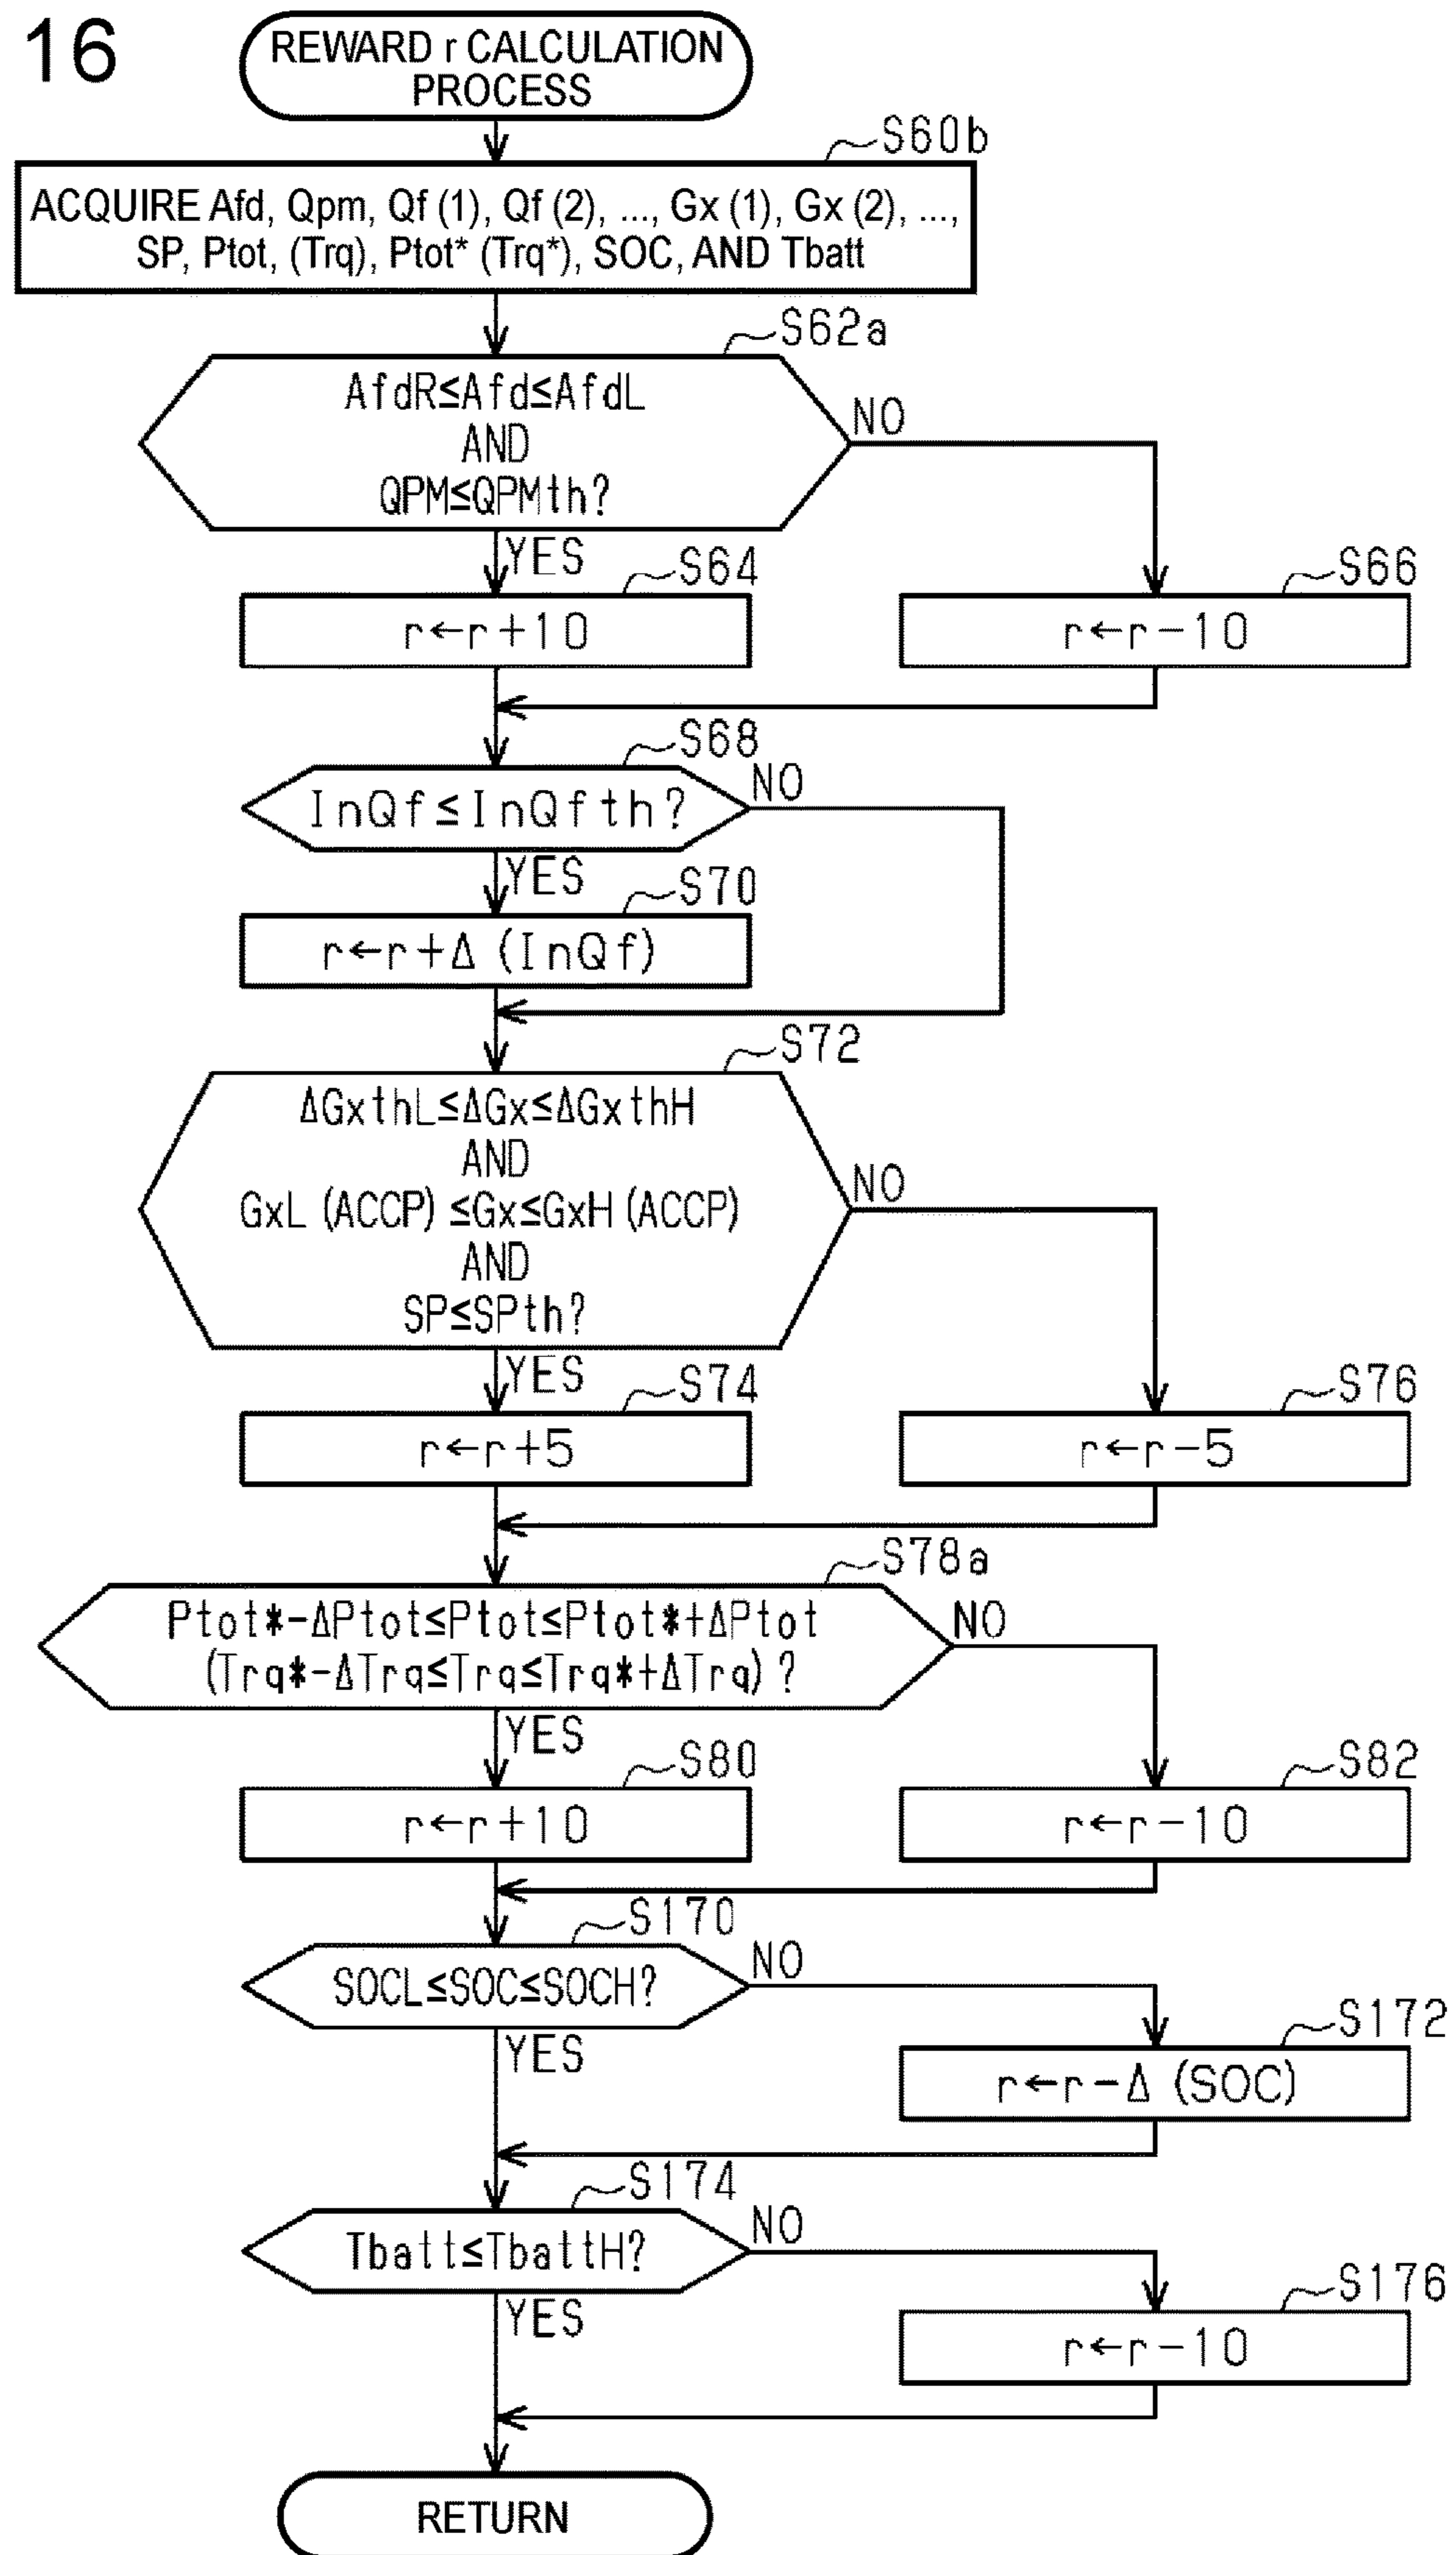 16
REWARD r CALCULATION
PROCESS
S60b
ACQUIRE Afd, Qpm, Qf (1), Qf (2), ..., Gx (1), Gx (2), ...,
SP, Ptot, (Trq), Ptot* (Trq*), SOC, AND Tbatt
S62a
AfdR≤Afd≤AfdL
AND
QPM≤QPMth?
NO
YES
S64
r←r+10
S66
r←r-10
S68
InQf≤InQfth?
NO
YES
S70
r←r+Δ (InQf)
S72
ΔGxthL≤ΔGx≤ΔGxthH
AND
GxL (ACCP) ≤Gx≤GxH (ACCP)
AND
SP≤SPth?
NO
YES
S74
r←r+5
S76
r←r-5
S78a
Ptot*-ΔPtot≤Ptot≤Ptot*+ΔPtot
(Trq*-ΔTrq≤Trq≤Trq*+ΔTrq) ?
NO
YES
S80
r←r+10
S82
r←r-10
S170
SOCL≤SOC≤SOCH?
NO
YES
S172
r←r-Δ (SOC)
S174
Tbatt≤TbattH?
NO
YES
S176
r←r-10
RETURN